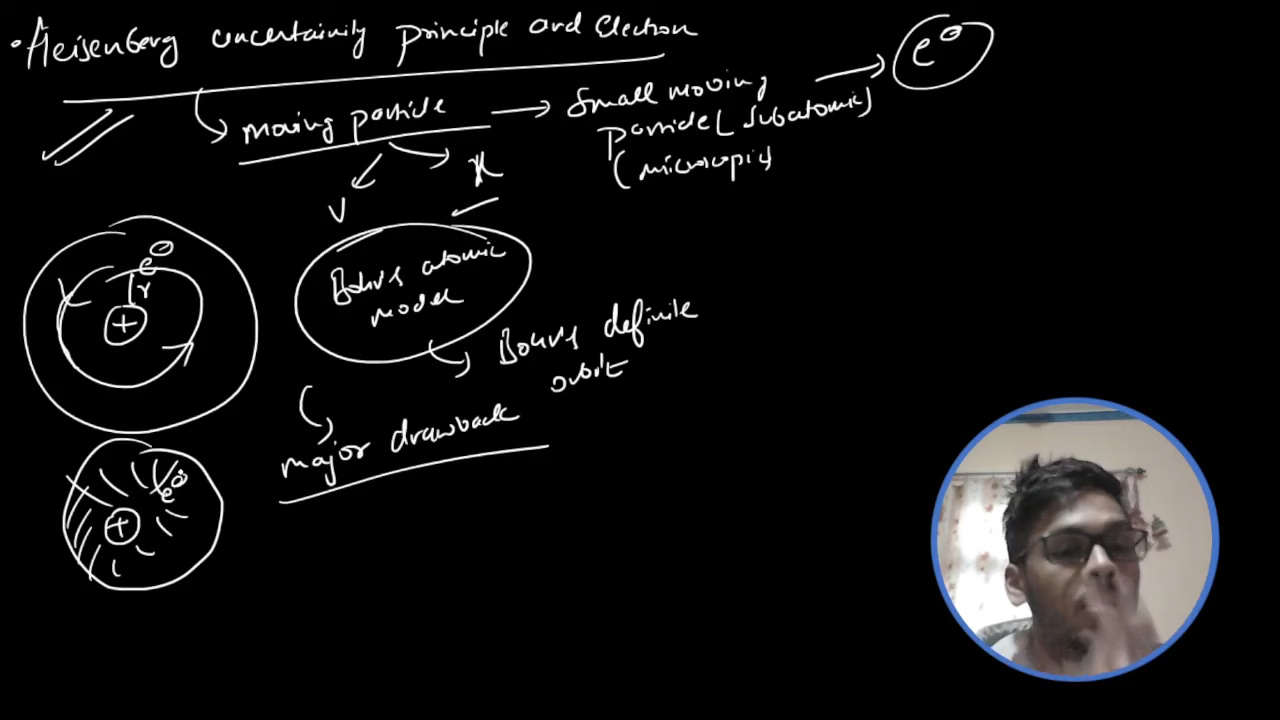 • Heisenberg uncertainity principle and Electron
moving particle → small moving → e⊖
particle (subatomic)
(microscopic)
v x
e⊖
r
+
Bohr's atomic
model
Bohr's definite
orbit
major drawback
e⊖
+